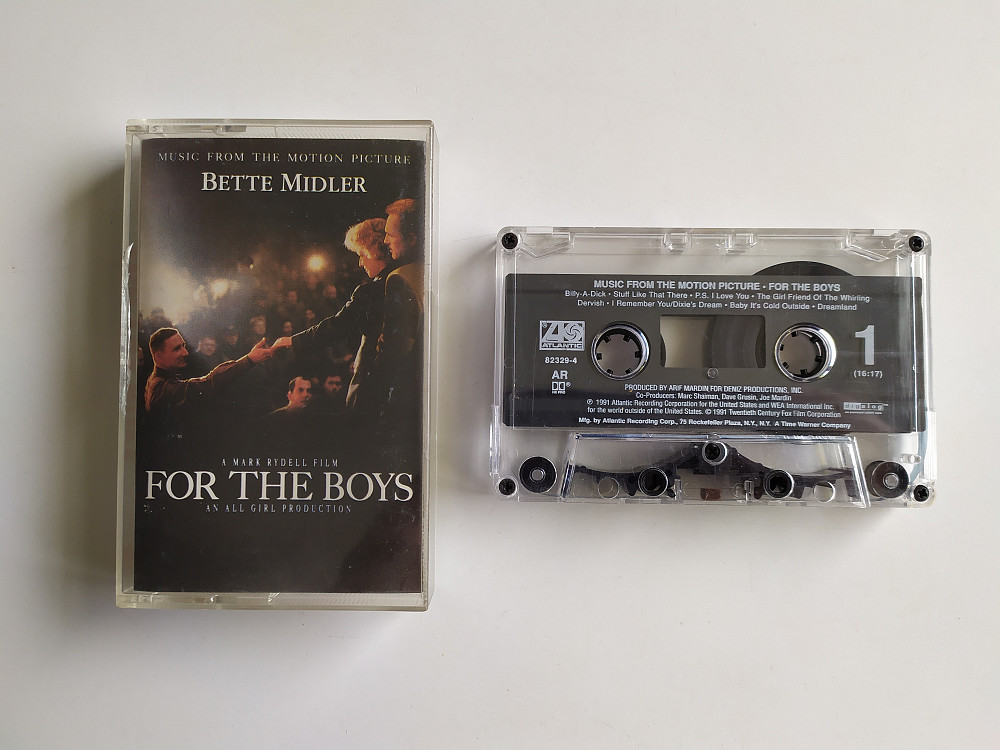 MUSIC FROM THE MOTION PICTURE
BETTE MIDLER
A MARK RYDELL FILM
FOR THE BOYS
AN ALL GIRL PRODUCTION
MUSIC FROM THE MOTION PICTURE • FOR THE BOYS
Billy-A-Dick • Stuff Like That There • P.S. I Love You • The Girl Friend Of The Whirling
Dervish • I Remember You/Dixie's Dream • Baby It's Cold Outside • Dreamland
ATLANTIC
82329-4
AR
1
(16:17)
PRODUCED BY ARIF MARDIN FOR DENIZ PRODUCTIONS, INC.
Co-Producers: Marc Shaiman, Dave Grusin, Joe Mardin
℗ 1991 Atlantic Recording Corporation for the United States and WEA International Inc.
for the world outside of the United States. © 1991 Twentieth Century Fox Film Corporation
Mfg. by Atlantic Recording Corp., 75 Rockefeller Plaza, N.Y., N.Y. A Time Warner Company
digalog